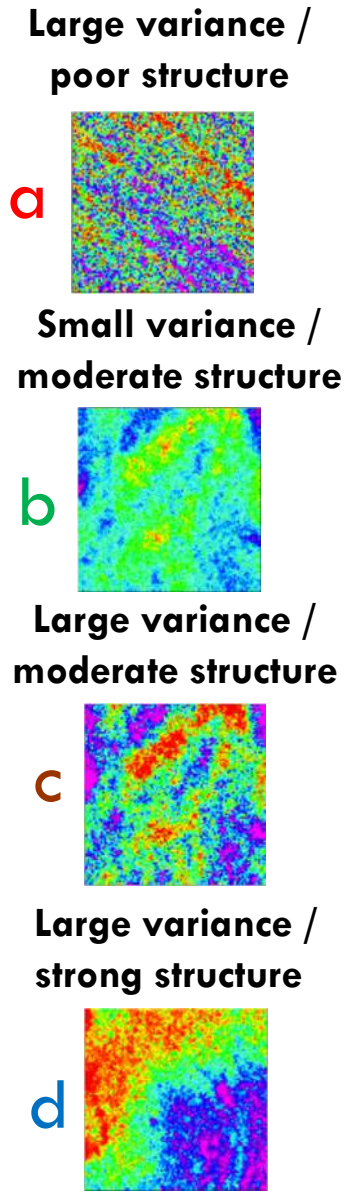 Large variance /
poor structure
a
Small variance /
moderate structure
b
Large variance /
moderate structure
c
Large variance /
strong structure
d